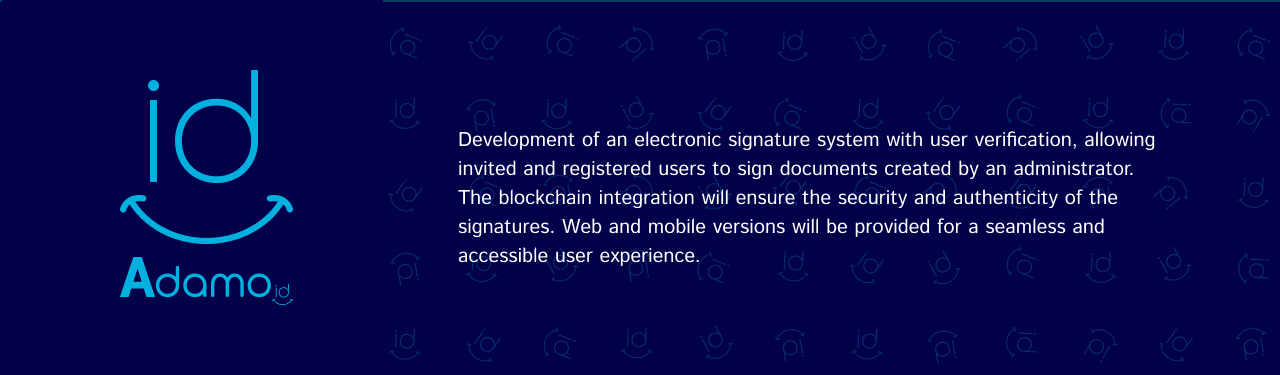 id
Adamo id
Development of an electronic signature system with user verification, allowing
invited and registered users to sign documents created by an administrator.
The blockchain integration will ensure the security and authenticity of the
signatures. Web and mobile versions will be provided for a seamless and
accessible user experience.